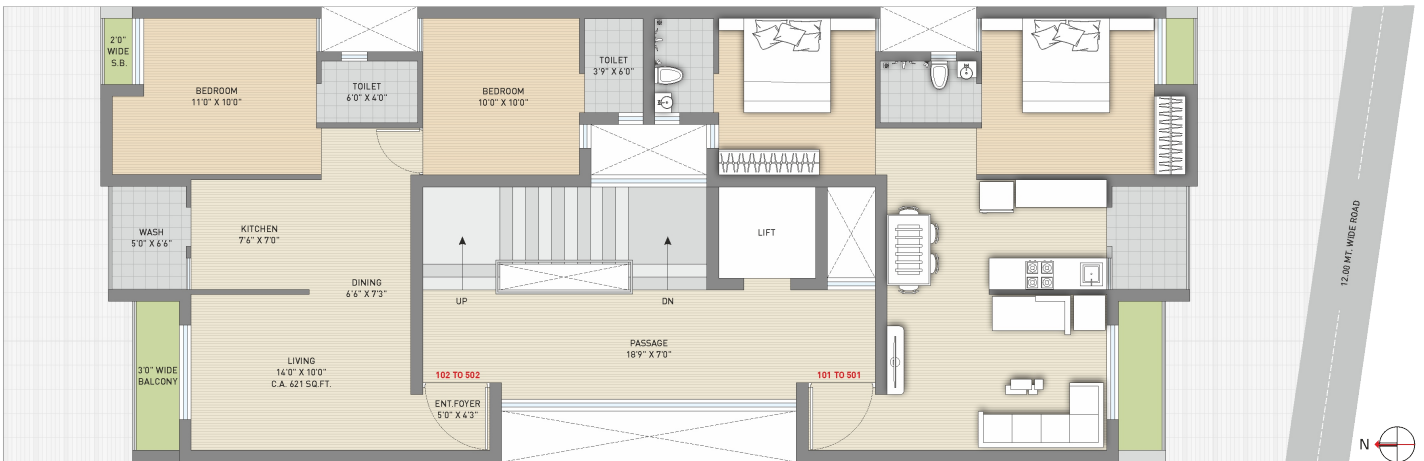 2'0"
WIDE
S.B.
BEDROOM
11'0" X 10'0"
TOILET
6'0" X 4'0"
BEDROOM
10'0" X 10'0"
TOILET
3'9" X 6'0"
WASH
5'0" X 6'6"
KITCHEN
7'6" X 7'0"
DINING
6'6" X 7'3"
UP
DN
LIFT
PASSAGE
18'9" X 7'0"
3'0" WIDE
BALCONY
LIVING
14'0" X 10'0"
C.A. 621 SQ.FT.
102 TO 502
ENT.FOYER
5'0" X 4'3"
101 TO 501
12.00 MT. WIDE ROAD
N